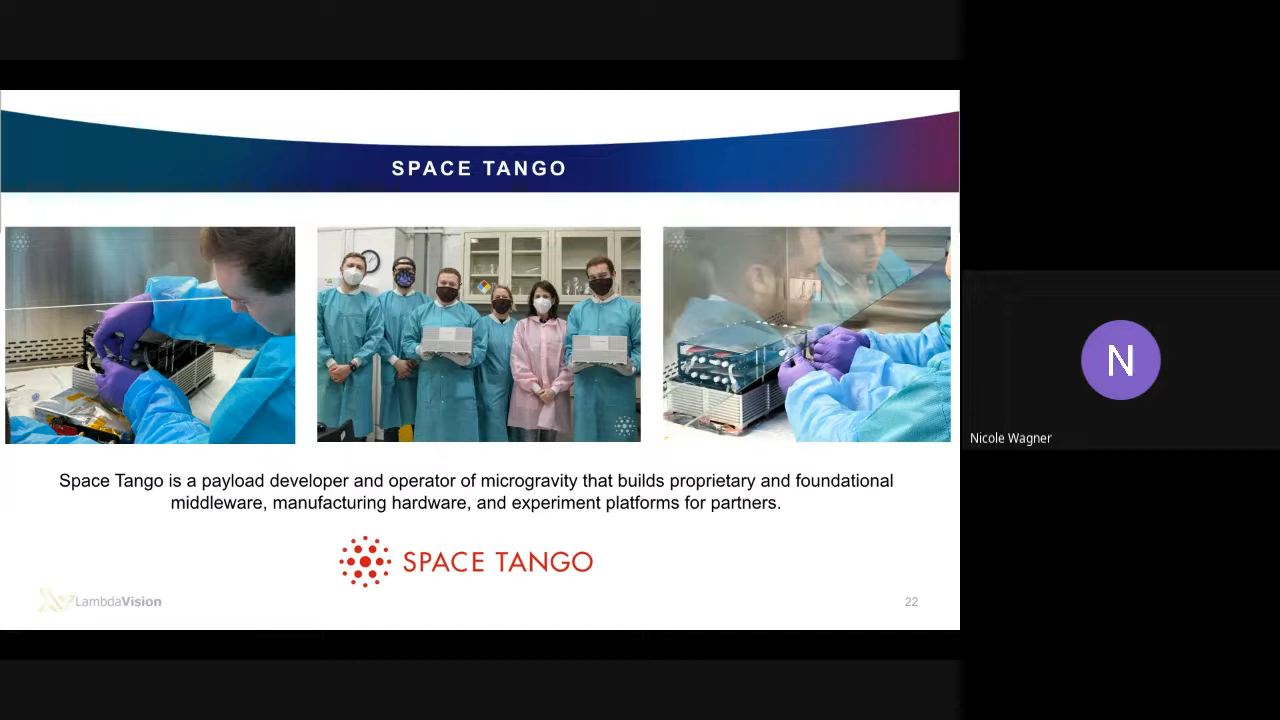 SPACE TANGO
Space Tango is a payload developer and operator of microgravity that builds proprietary and foundational
middleware, manufacturing hardware, and experiment platforms for partners.
SPACE TANGO
LambdaVision
22
N
Nicole Wagner